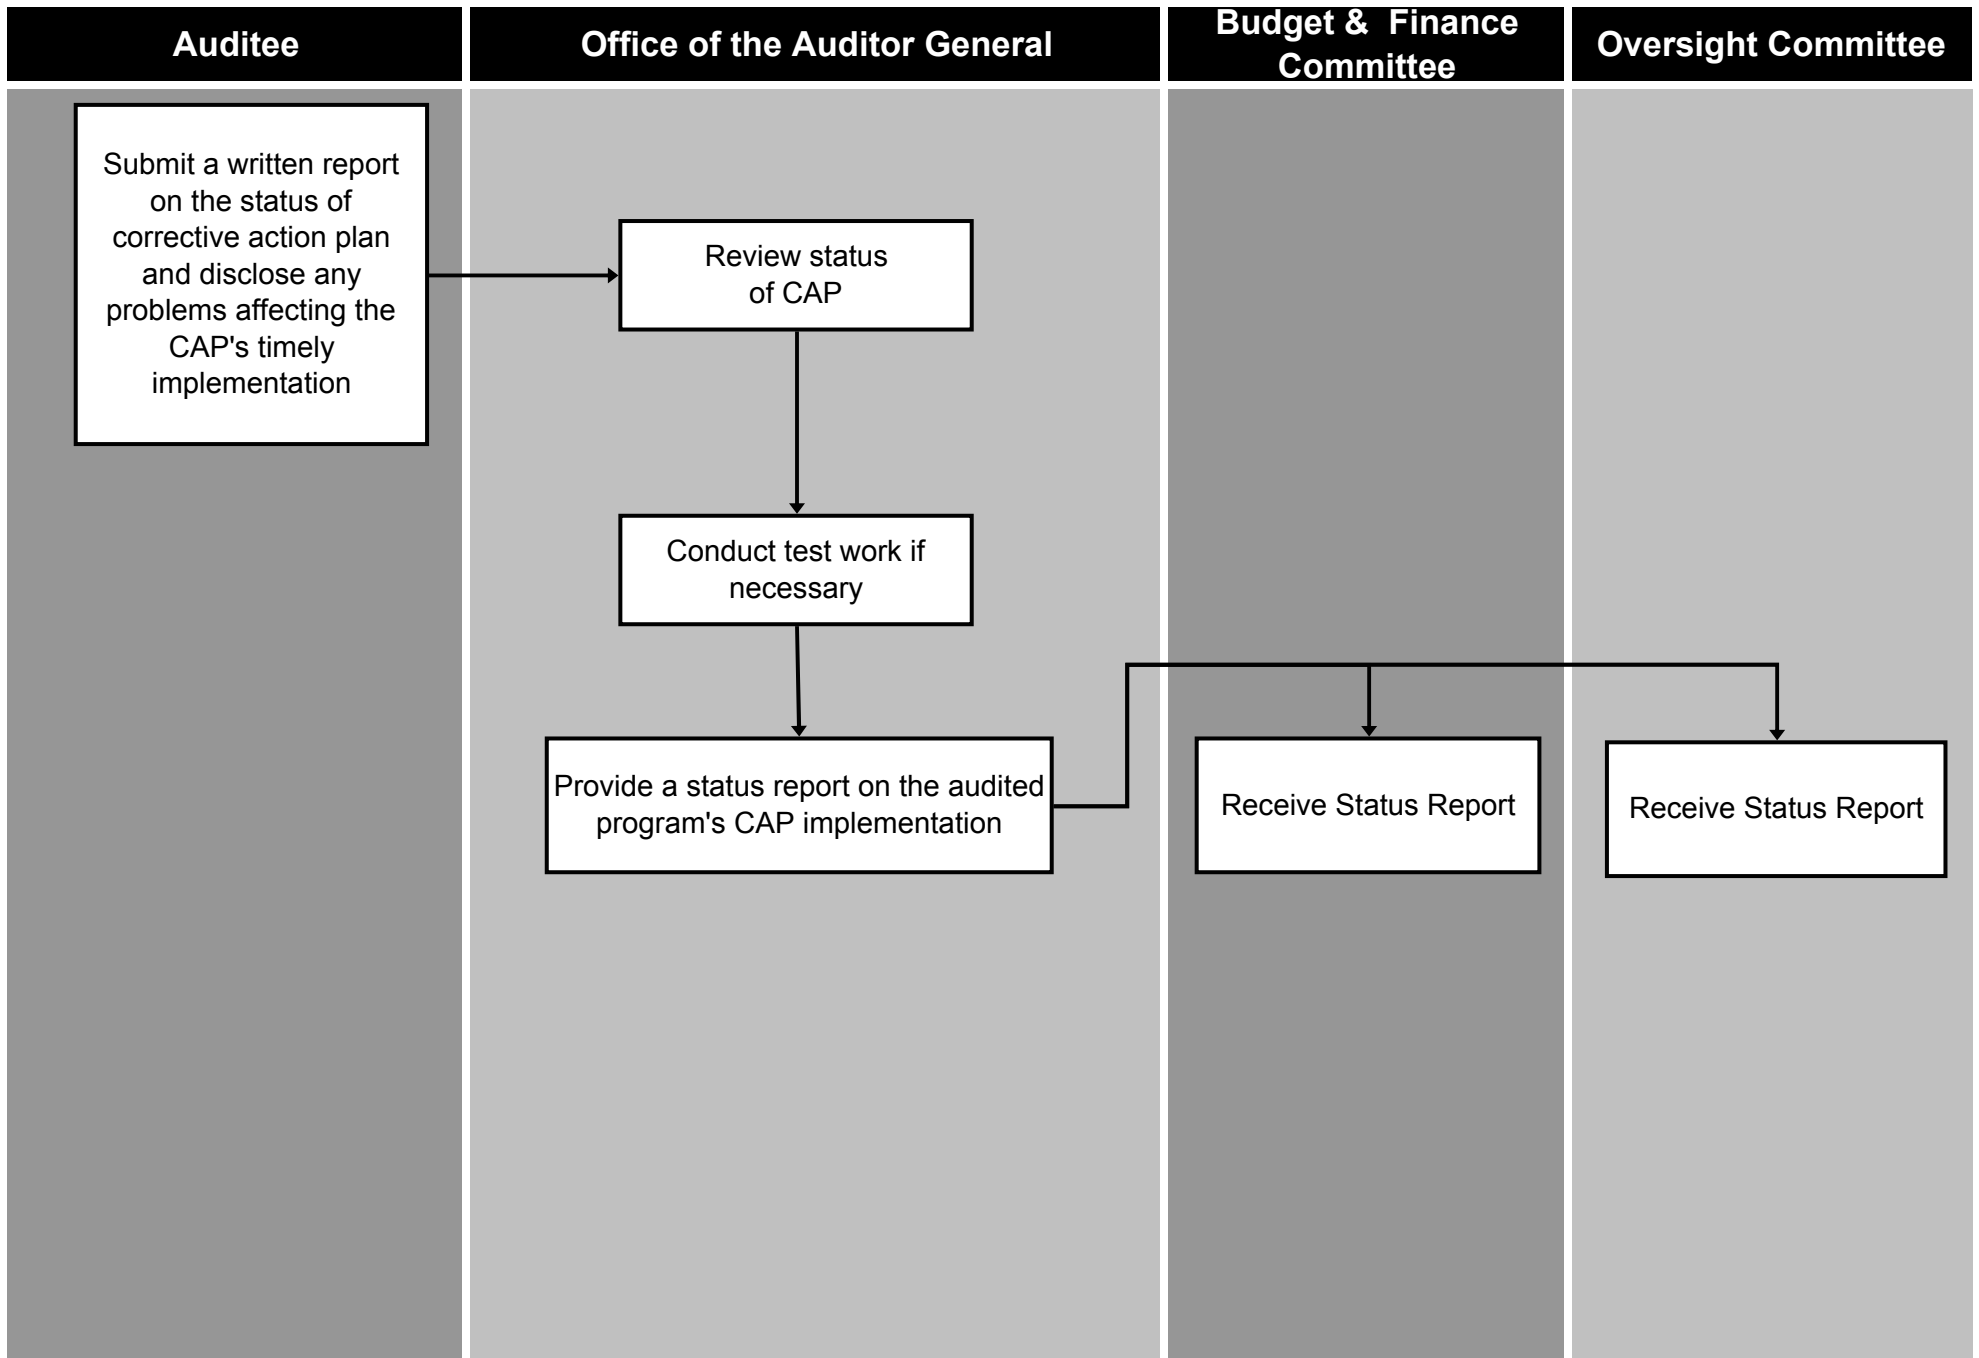 Auditee
Office of the Auditor General
Budget &  Finance
Committee
Oversight Committee
Submit a written report
on the status of
corrective action plan
and disclose any
problems affecting the
CAP's timely
implementation
Review status
of CAP
Conduct test work if
necessary
Provide a status report on the audited
program's CAP implementation
Receive Status Report
Receive Status Report